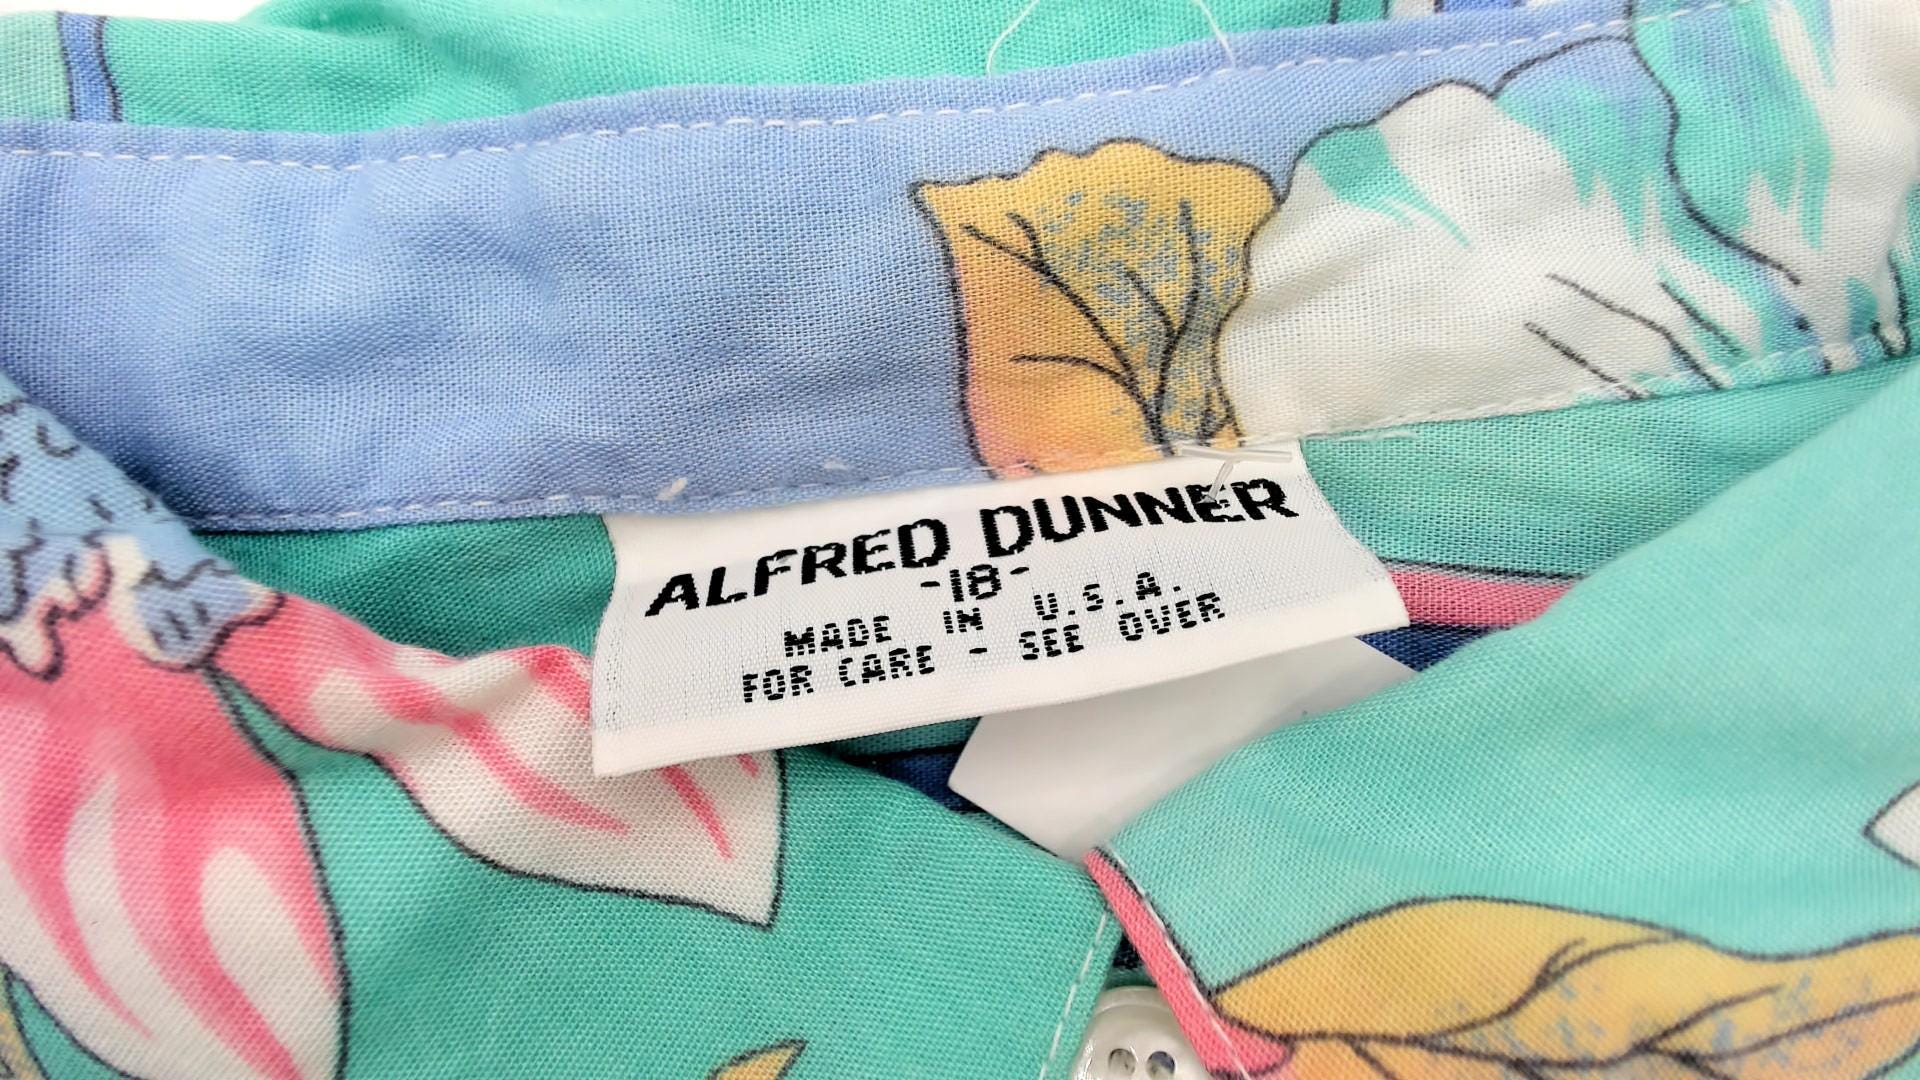 ALFRED DUNNER
-18-
MADE IN U.S.A.
FOR CARE - SEE OVER